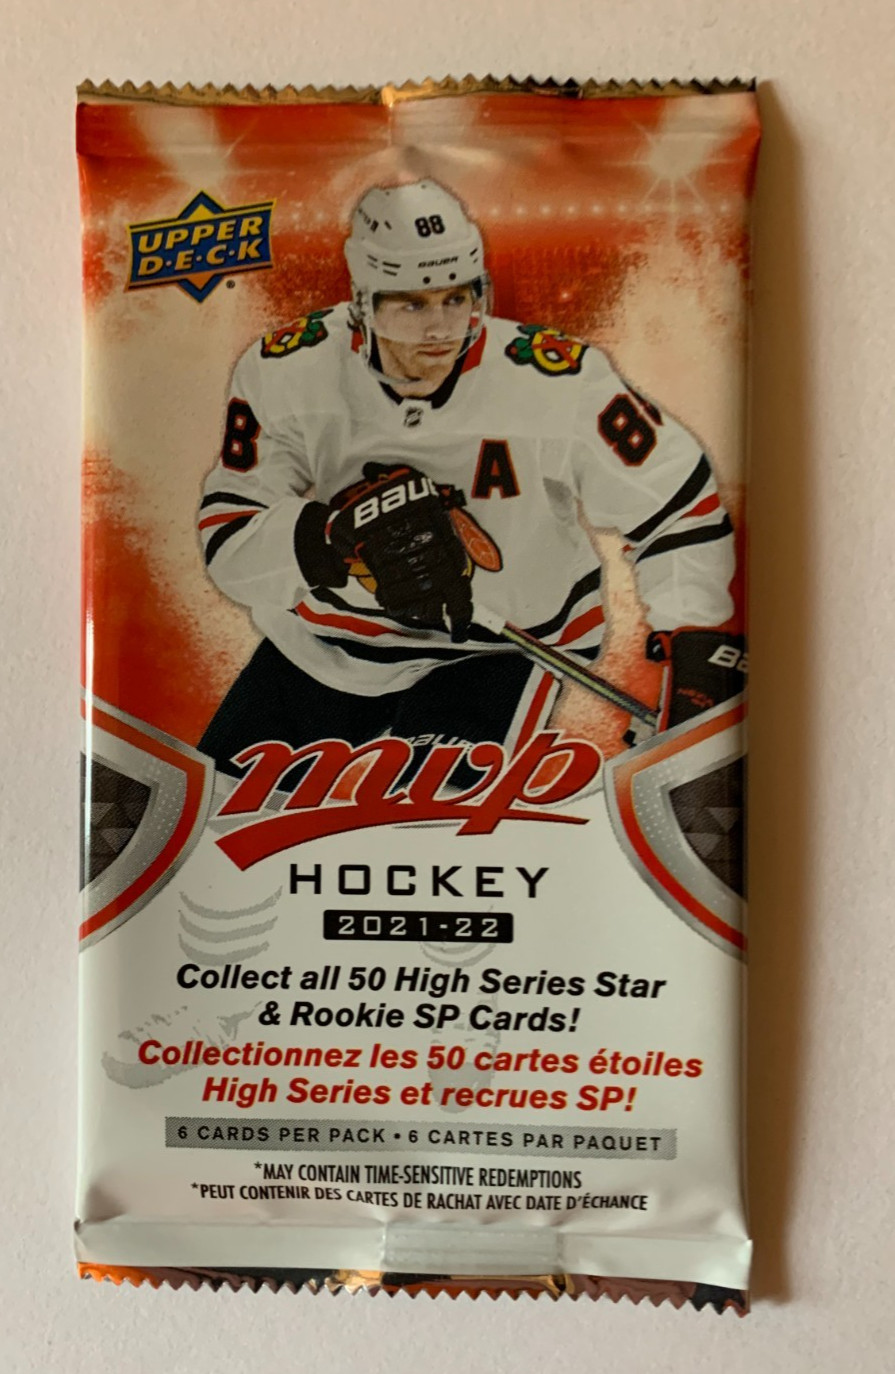 88
BAUER
UPPER
D·E·C·K
8
88
A
BAUE
mvp
HOCKEY
2021-22
Collect all 50 High Series Star
& Rookie SP Cards!
Collectionnez les 50 cartes étoiles
High Series et recrues SP!
6 CARDS PER PACK • 6 CARTES PAR PAQUET
*MAY CONTAIN TIME-SENSITIVE REDEMPTIONS
*PEUT CONTENIR DES CARTES DE RACHAT AVEC DATE D'ÉCHANCE